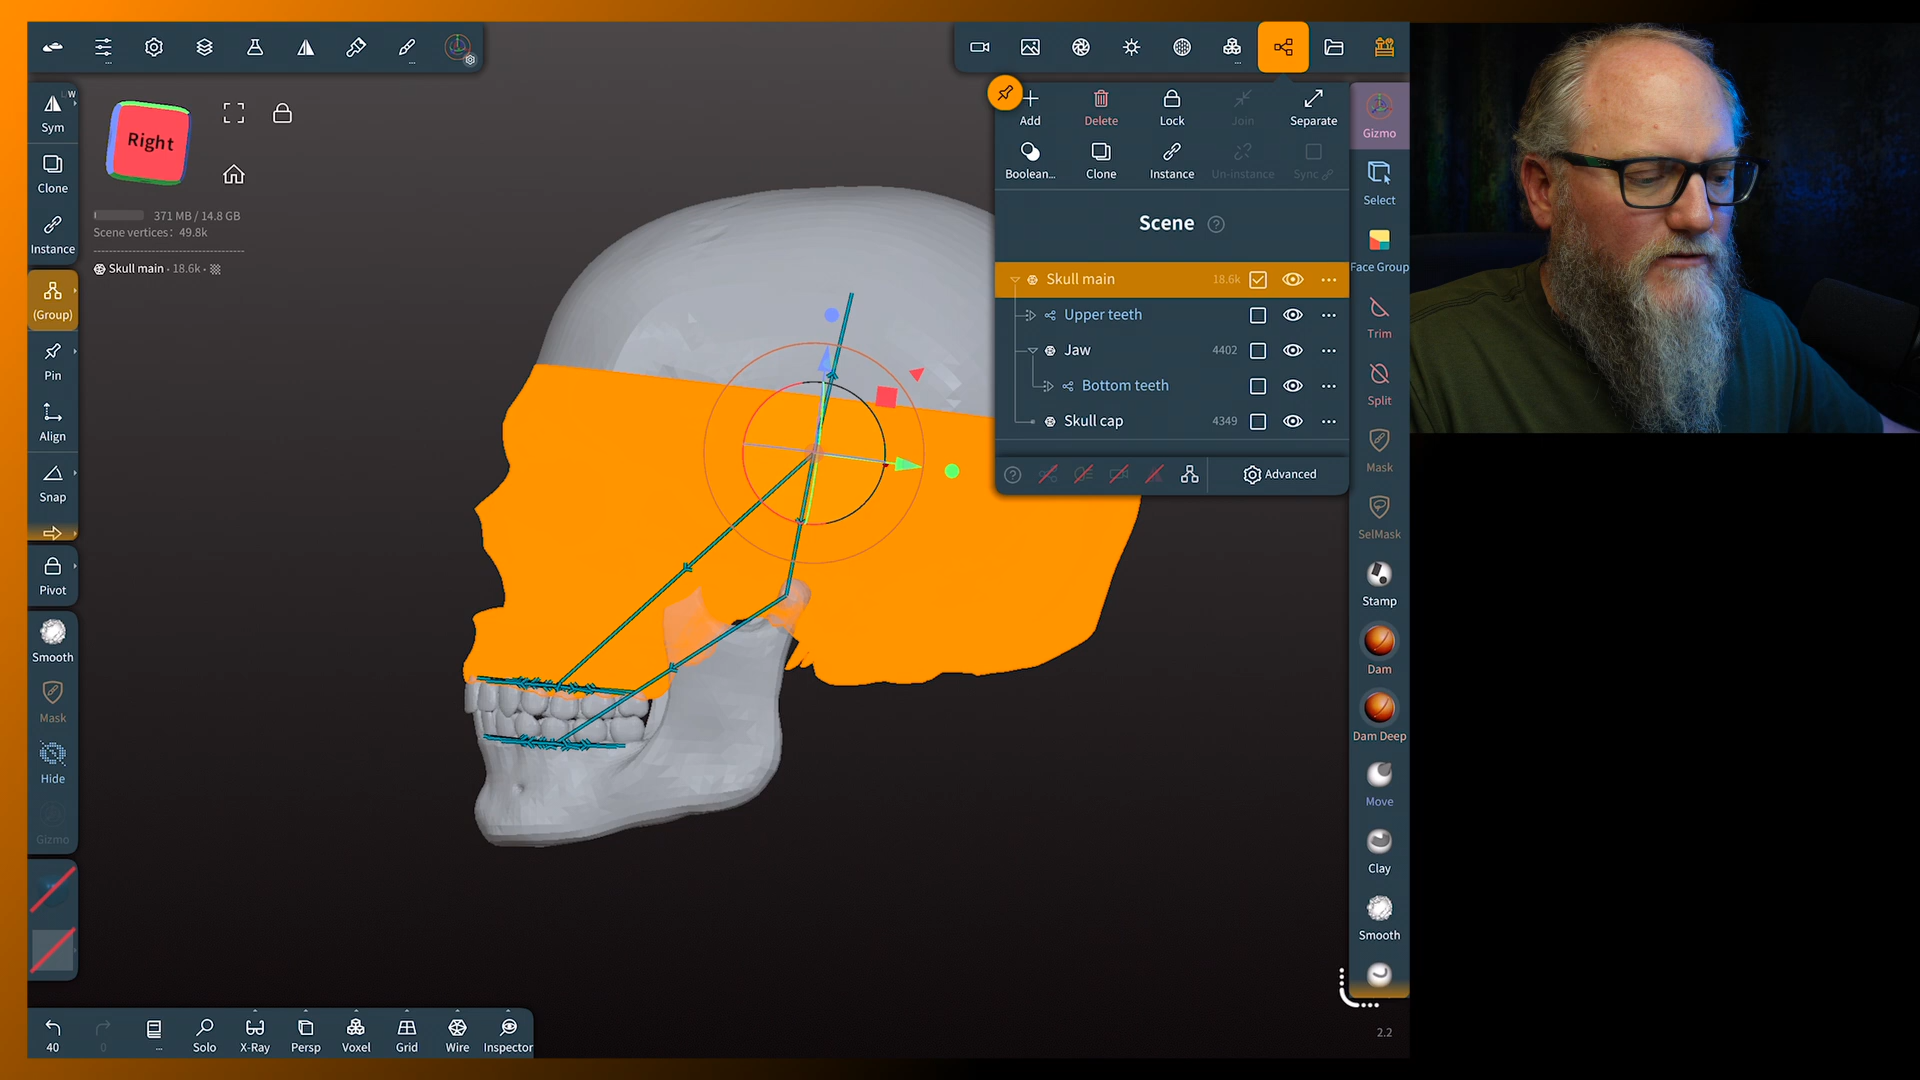 Sym
W
Clone
Instance
(Group)
Pin
Align
Snap
Pivot
Smooth
Mask
Hide
Gizmo
Right
371 MB / 14.8 GB
Scene vertices: 49.8k
Skull main · 18.6k ·
Add
Delete
Lock
Join
Separate
Boolean...
Clone
Instance
Un-instance
Sync
Scene ?
Skull main 18.6k ...
Upper teeth ...
Jaw 4402 ...
Bottom teeth ...
Skull cap 4349 ...
? Advanced
Gizmo
Select
Face Group
Trim
Split
Mask
SelMask
Stamp
Dam
Dam Deep
Move
Clay
Smooth
40
0
...
Solo
X-Ray
Persp
Voxel
Grid
Wire
Inspector
2.2